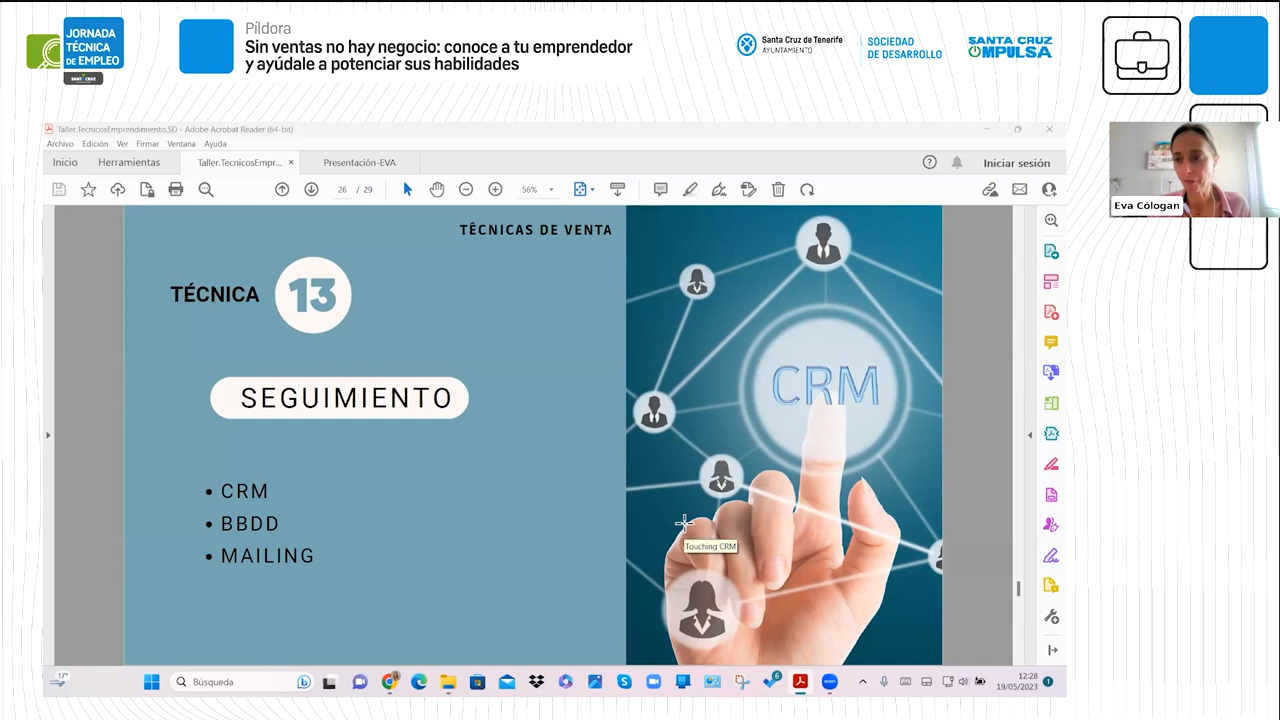 JORNADA
TÉCNICA
DE EMPLEO
Píldora
Sin ventas no hay negocio: conoce a tu emprendedor
y ayúdale a potenciar sus habilidades
Santa Cruz de Tenerife
AYUNTAMIENTO
SOCIEDAD
DE DESARROLLO
SANTA CRUZ
IMPULSA
Taller.TecnicosEmprendimiento.SD - Adobe Acrobat Reader (64-bit)
Archivo Edición Ver Firmar Ventana Ayuda
Inicio Herramientas Taller.TecnicosEmpr... × Presentación-EVA Iniciar sesión
26 / 29 56%
Eva Cólogan
TÉCNICAS DE VENTA
TÉCNICA 13
SEGUIMIENTO
• CRM
• BBDD
• MAILING
CRM
Touching CRM
17°
Búsqueda
6
12:28
19/05/2023
1